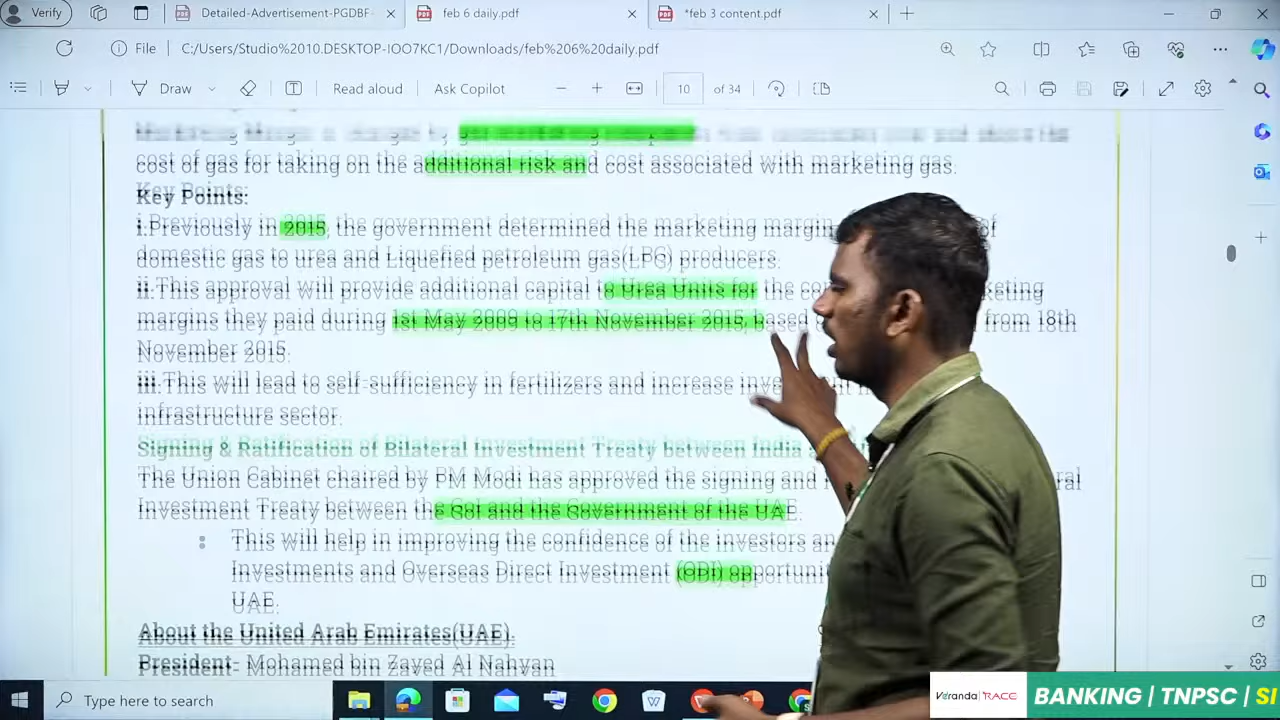 Verify
Detailed-Advertisement-PGDBF-
feb 6 daily.pdf
*feb 3 content.pdf
File C:/Users/Studio%2010.DESKTOP-IOO7KC1/Downloads/feb%206%20daily.pdf
Draw Read aloud Ask Copilot 10 of 34
cost of gas for taking on the additional risk and cost associated with marketing gas.
Key Points:
i.Previously in 2015, the government determined the marketing margin of
domestic gas to urea and Liquefied petroleum gas(LPG) producers.
ii.This approval will provide additional capital to Urea Units for the
margins they paid during 1st May 2009 to 17th November 2015, based from 18th
November 2015.
iii.This will lead to self-sufficiency in fertilizers and increase
infrastructure sector.
Signing & Ratification of Bilateral Investment Treaty between India
The Union Cabinet chaired by PM Modi has approved the signing and
Investment Treaty between the GoI and the Government of the UAE.
This will help in improving the confidence of the investors
Investments and Overseas Direct Investment (ODI)
UAE.
About the United Arab Emirates(UAE):
President- Mohamed bin Zayed Al Nahyan
Type here to search
Veranda RACC
BANKING | TNPSC | SI